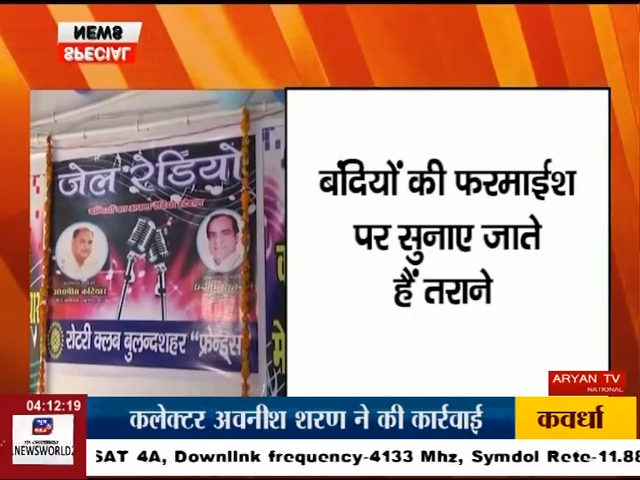 NEWS
SPECIAL
जेल रेडियो
रोटरी क्लब बुलन्दशहर "फ्रेन्ड्स
बंदियों की फरमाईश
पर सुनाए जाते
हैं तराने
ARYAN TV
NATIONAL
04:12:19
कलेक्टर अवनीश शरण ने की कार्रवाई
कवर्धा
.NEWSWORLD
SAT 4A, Downlink frequency-4133 Mhz, Symdol Rete-11.88